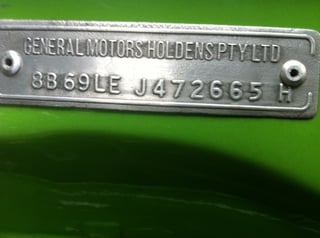 GENERAL MOTORS HOLDENS PTY LTD
8B69LE J472665 H